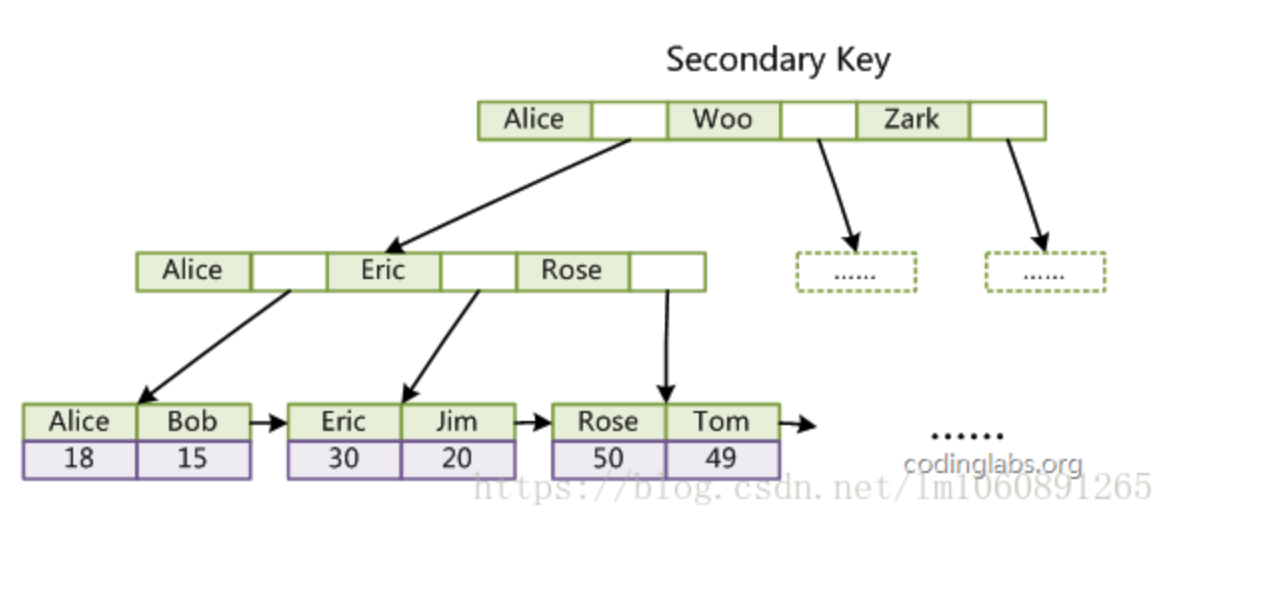 Secondary Key
Alice Woo Zark
Alice Eric Rose …… ……
Alice Bob Eric Jim Rose Tom
18 15 30 20 50 49
……
codinglabs.org
https://blog.csdn.net/lm1060891265